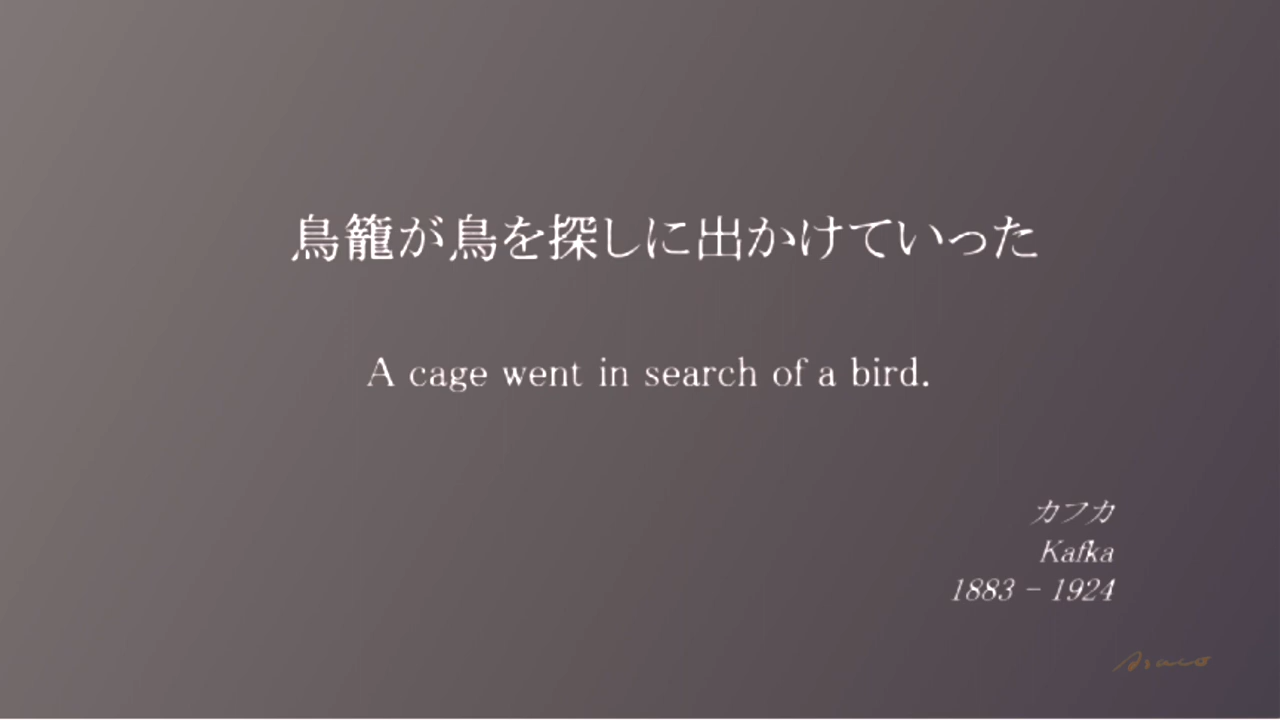 鳥籠が鳥を探しに出かけていった
A cage went in search of a bird.
カフカ
Kafka
1883 – 1924